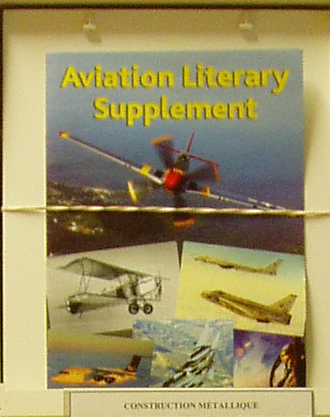 Aviation Literary
Supplement
CONSTRUCTION MÉTALLIQUE